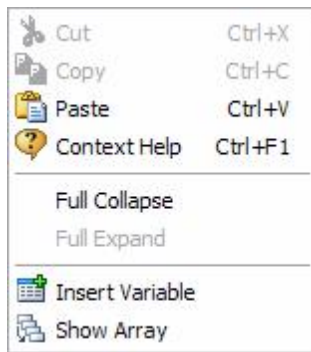 Cut Ctrl+X
Copy Ctrl+C
Paste Ctrl+V
Context Help Ctrl+F1
Full Collapse
Full Expand
Insert Variable
Show Array